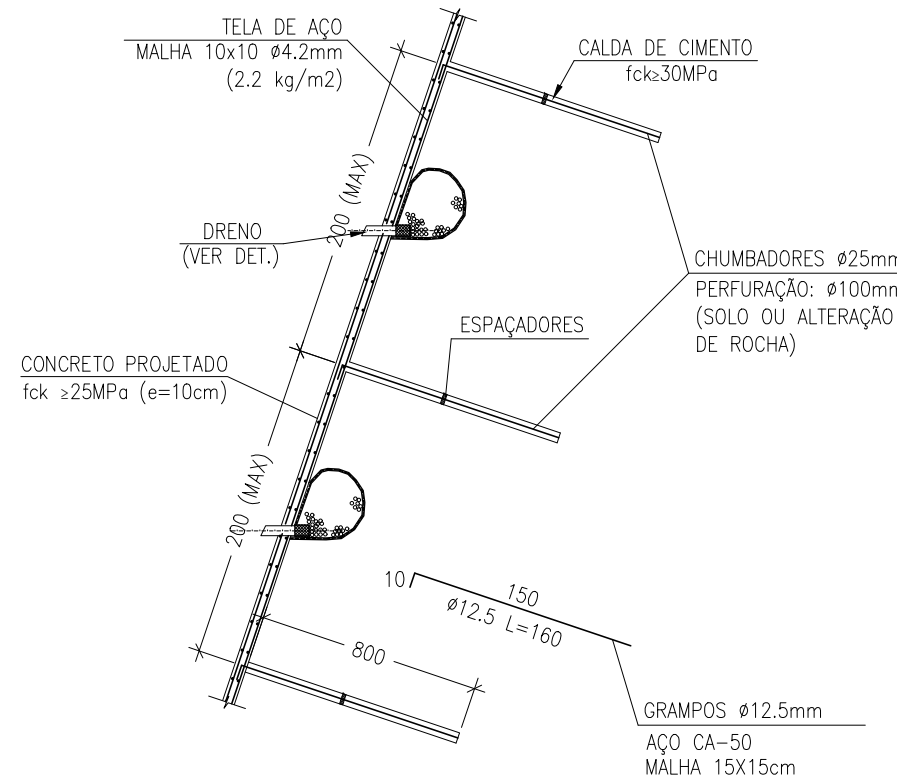 TELA DE AÇO
MALHA 10x10 ø4.2mm
(2.2 kg/m2)
CALDA DE CIMENTO
fck≥30MPa
200 (MAX)
DRENO
(VER DET.)
CHUMBADORES ø25mm
PERFURAÇÃO: ø100mm
(SOLO OU ALTERAÇÃO
DE ROCHA)
ESPAÇADORES
CONCRETO PROJETADO
fck ≥25MPa (e=10cm)
200 (MAX)
10
150
ø12.5 L=160
800
GRAMPOS ø12.5mm
AÇO CA-50
MALHA 15X15cm